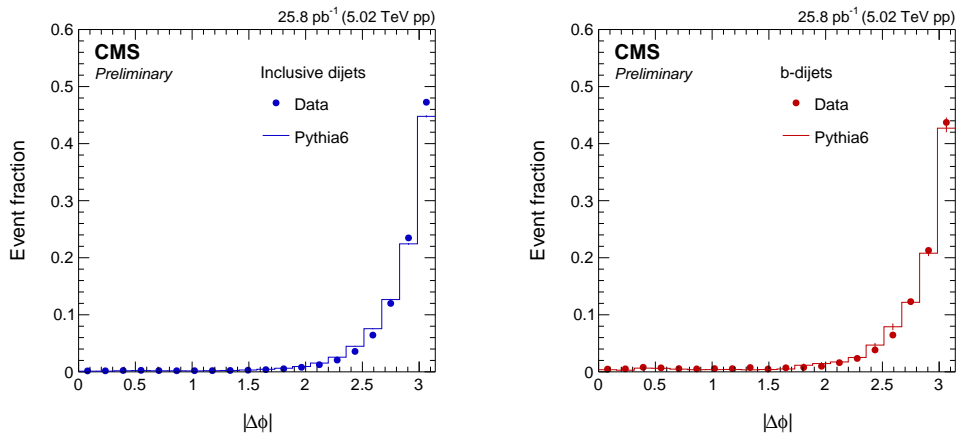 25.8 pb⁻¹ (5.02 TeV pp)
CMS
Preliminary
Inclusive dijets
Data
Pythia6
Event fraction
0.6
0.5
0.4
0.3
0.2
0.1
0
0 0.5 1 1.5 2 2.5 3
|Δϕ|
25.8 pb⁻¹ (5.02 TeV pp)
CMS
Preliminary
b-dijets
Data
Pythia6
Event fraction
0.6
0.5
0.4
0.3
0.2
0.1
0
0 0.5 1 1.5 2 2.5 3
|Δϕ|